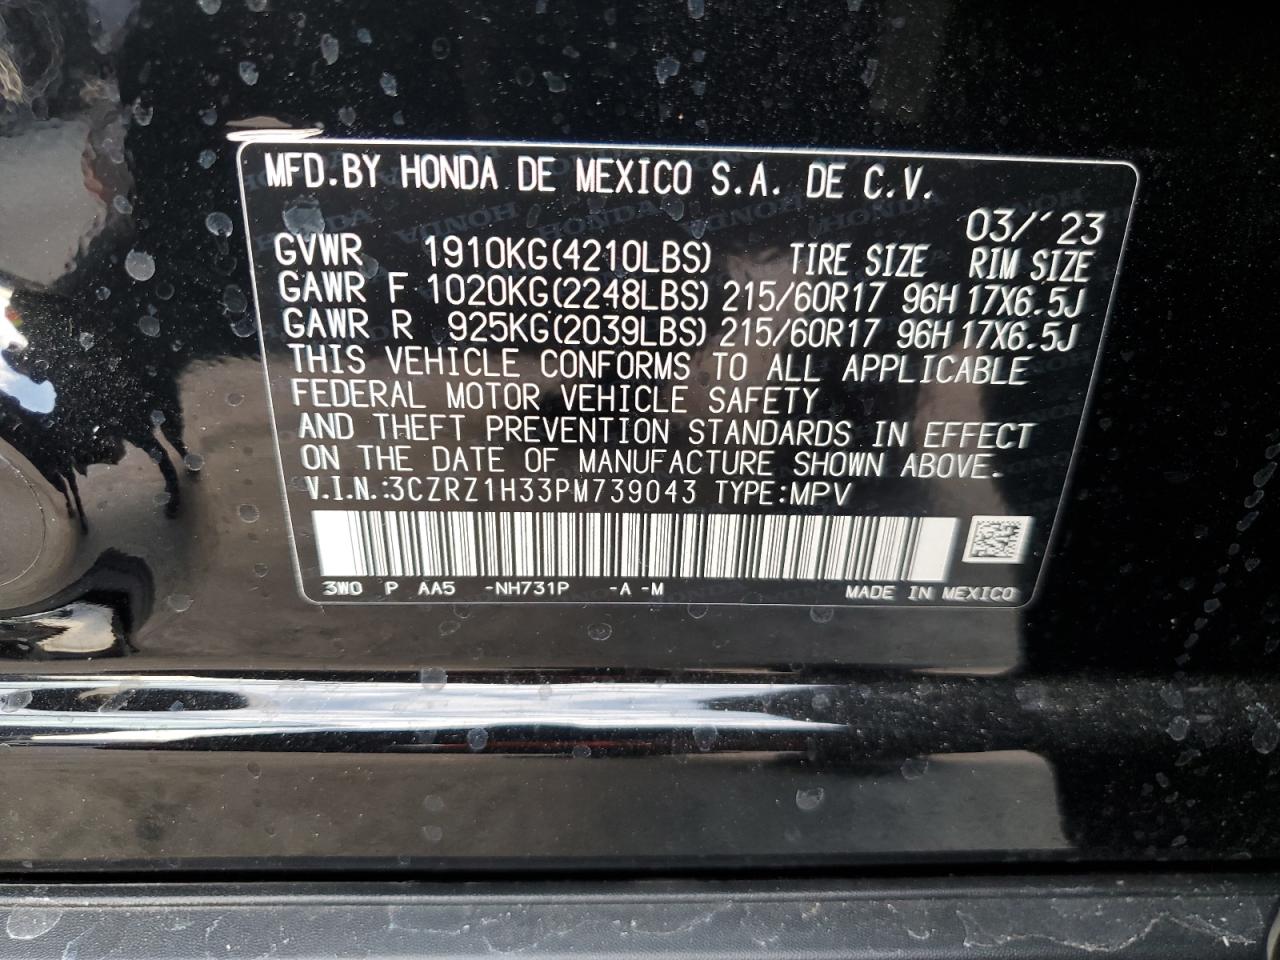 MFD.BY HONDA DE MEXICO S.A. DE C.V.
03/'23
GVWR 1910KG(4210LBS) TIRE SIZE RIM SIZE
GAWR F 1020KG(2248LBS) 215/60R17 96H 17X6.5J
GAWR R 925KG(2039LBS) 215/60R17 96H 17X6.5J
THIS VEHICLE CONFORMS TO ALL APPLICABLE
FEDERAL MOTOR VEHICLE SAFETY
AND THEFT PREVENTION STANDARDS IN EFFECT
ON THE DATE OF MANUFACTURE SHOWN ABOVE.
V.I.N.:3CZRZ1H33PM739043 TYPE:MPV
3W0 P AA5 -NH731P -A -M MADE IN MEXICO